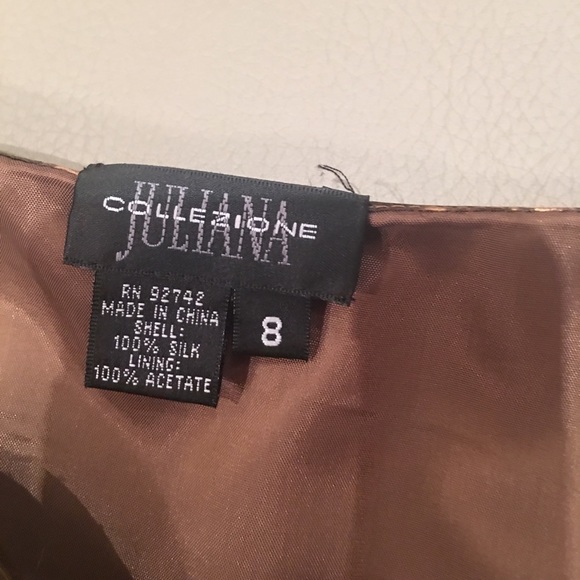 JULIANA
COLLEZIONE
RN 92742
MADE IN CHINA
SHELL:
100% SILK
LINING:
100% ACETATE
8